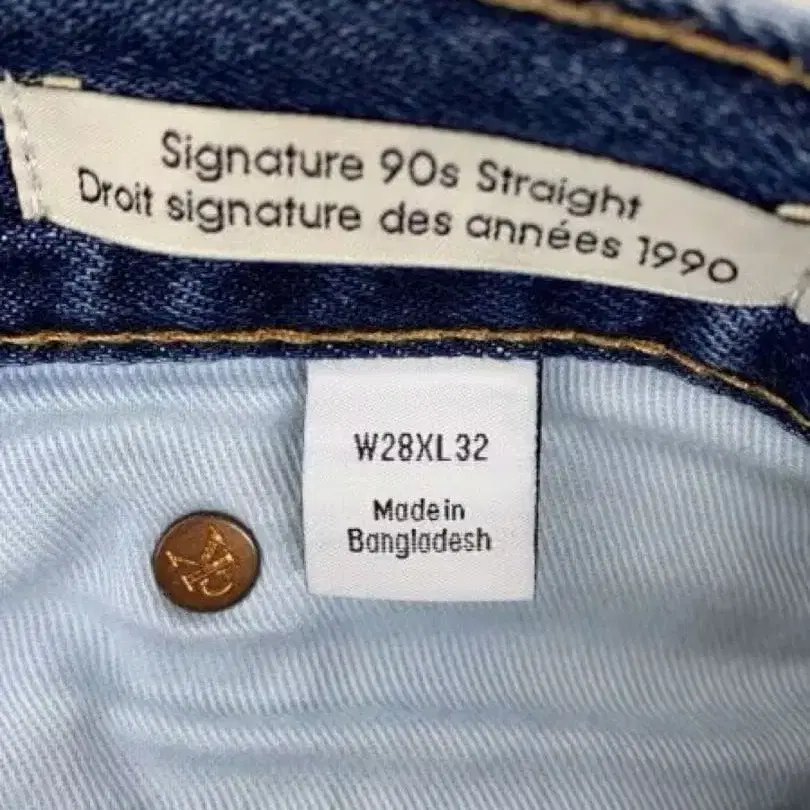 Signature 90s Straight
Droit signature des années 1990
W28XL32
Made in
Bangladesh